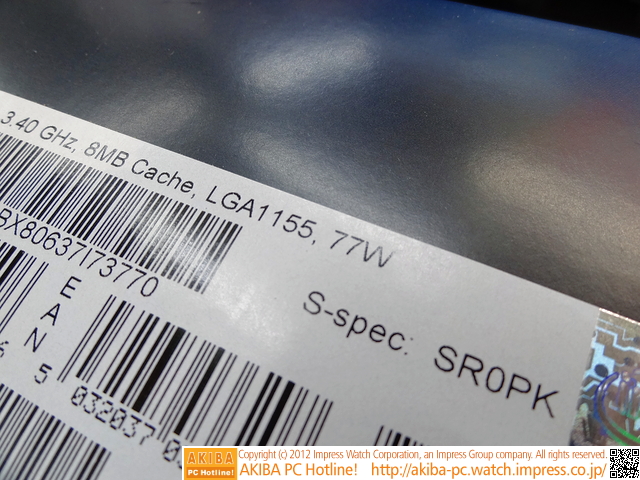 3.40 GHz, 8MB Cache, LGA1155, 77W
BX80637I73770
S-spec: SR0PK
EAN
5 032037 0
AKIBA PC Hotline!
Copyright (c) 2012 Impress Watch Corporation, an Impress Group company. All rights reserved.
AKIBA PC Hotline! http://akiba-pc.watch.impress.co.jp/